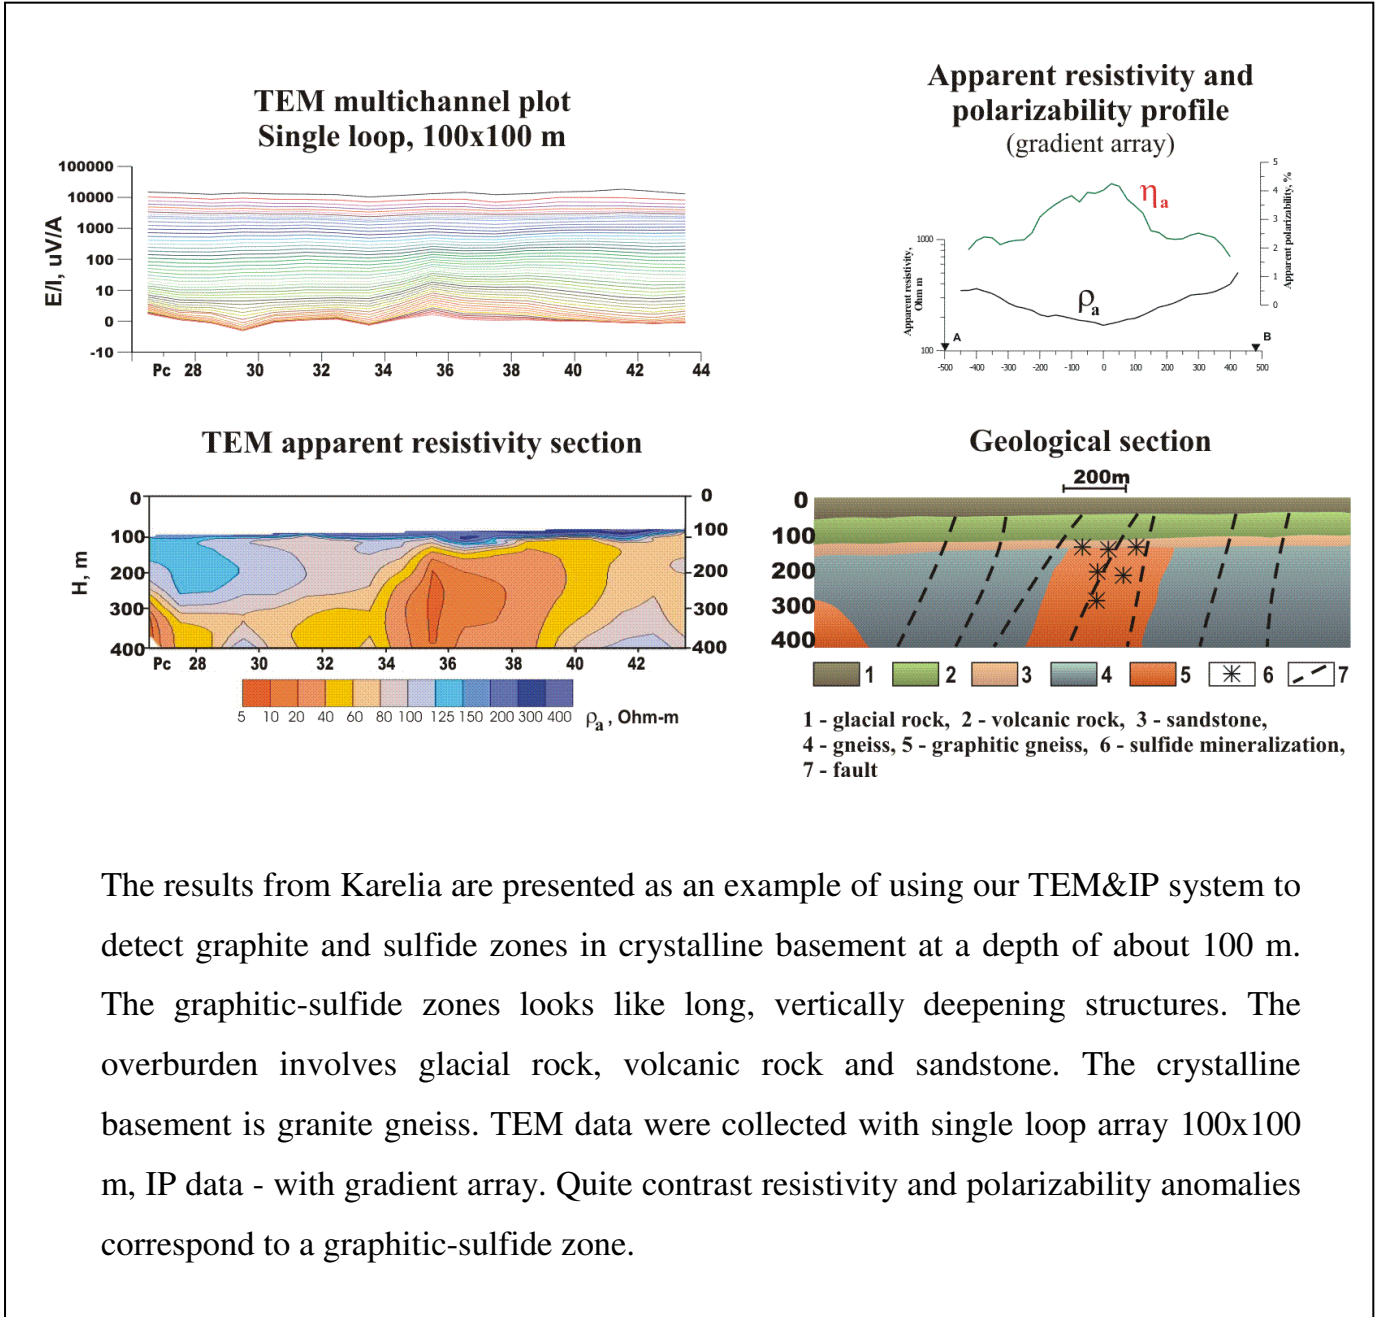 TEM multichannel plot
Single loop, 100x100 m
100000
10000
1000
100
10
0
-10
E/I, uV/A
Pc 28 30 32 34 36 38 40 42 44
Apparent resistivity and
polarizability profile
(gradient array)
ηa
ρa
1000
100
Apparent resistivity,
Ohm m
5
4
3
2
1
0
Apparent polarizability, %
A B
-500 -400 -300 -200 -100 0 100 200 300 400 500
TEM apparent resistivity section
0
100
200
300
400
H, m
0
100
200
300
400
Pc 28 30 32 34 36 38 40 42
5 10 20 40 60 80 100 125 150 200 300 400 ρa , Ohm-m
Geological section
200m
0
100
200
300
400
1 2 3 4 5 6 7
1 - glacial rock, 2 - volcanic rock, 3 - sandstone,
4 - gneiss, 5 - graphitic gneiss, 6 - sulfide mineralization,
7 - fault
The results from Karelia are presented as an example of using our TEM&IP system to
detect graphite and sulfide zones in crystalline basement at a depth of about 100 m.
The graphitic-sulfide zones looks like long, vertically deepening structures. The
overburden involves glacial rock, volcanic rock and sandstone. The crystalline
basement is granite gneiss. TEM data were collected with single loop array 100x100
m, IP data - with gradient array. Quite contrast resistivity and polarizability anomalies
correspond to a graphitic-sulfide zone.